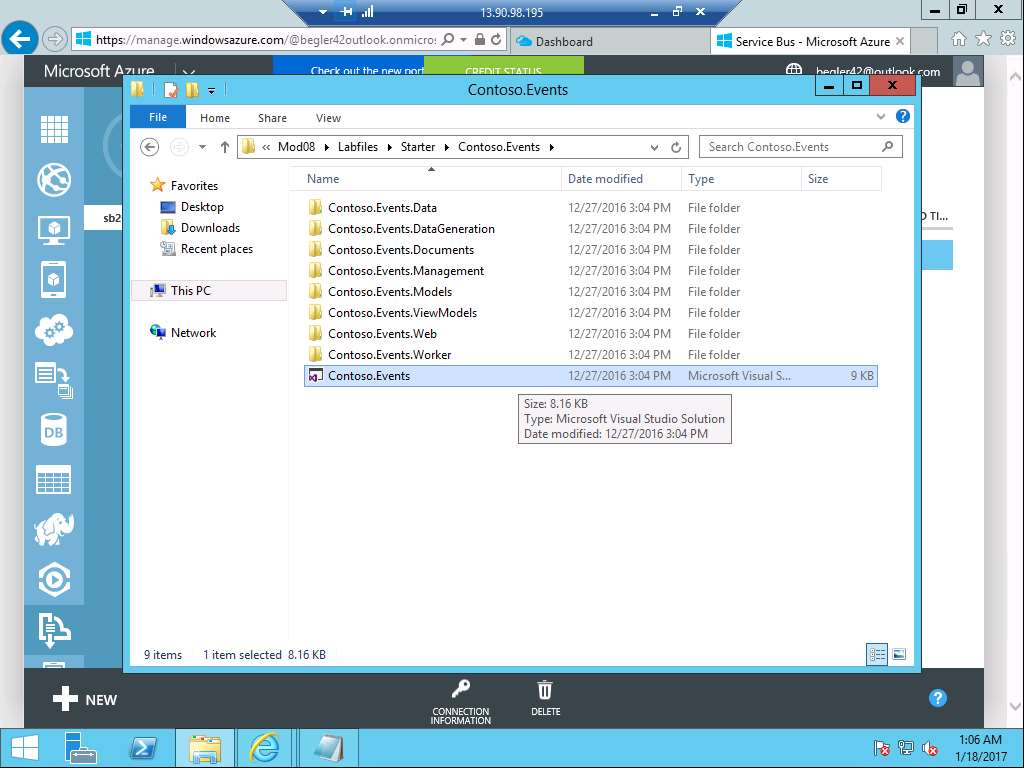 13.90.98.195
https://manage.windowsazure.com/@begler42outlook.onmicros
Dashboard
Service Bus - Microsoft Azure
Microsoft Azure
Check out the new port
CREDIT STATUS
begler42@outlook.com
Contoso.Events
File
Home
Share
View
« Mod08
Labfiles
Starter
Contoso.Events
Search Contoso.Events
Name
Date modified
Type
Size
Favorites
Desktop
Downloads
Recent places
This PC
Network
sb2
D TI...
Contoso.Events.Data 12/27/2016 3:04 PM File folder
Contoso.Events.DataGeneration 12/27/2016 3:04 PM File folder
Contoso.Events.Documents 12/27/2016 3:04 PM File folder
Contoso.Events.Management 12/27/2016 3:04 PM File folder
Contoso.Events.Models 12/27/2016 3:04 PM File folder
Contoso.Events.ViewModels 12/27/2016 3:04 PM File folder
Contoso.Events.Web 12/27/2016 3:04 PM File folder
Contoso.Events.Worker 12/27/2016 3:04 PM File folder
Contoso.Events 12/27/2016 3:04 PM Microsoft Visual S... 9 KB
Size: 8.16 KB
Type: Microsoft Visual Studio Solution
Date modified: 12/27/2016 3:04 PM
DB
9 items 1 item selected 8.16 KB
NEW
CONNECTION
INFORMATION
DELETE
1:06 AM
1/18/2017